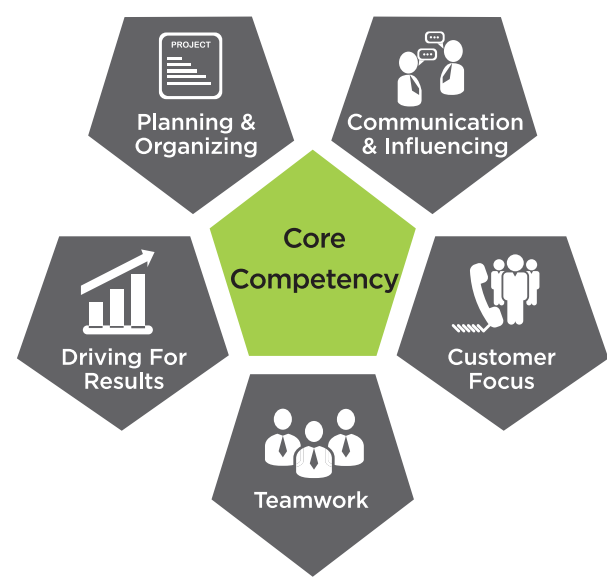 PROJECT
Planning &
Organizing
Communication
& Influencing
Core
Competency
Driving For
Results
Customer
Focus
Teamwork